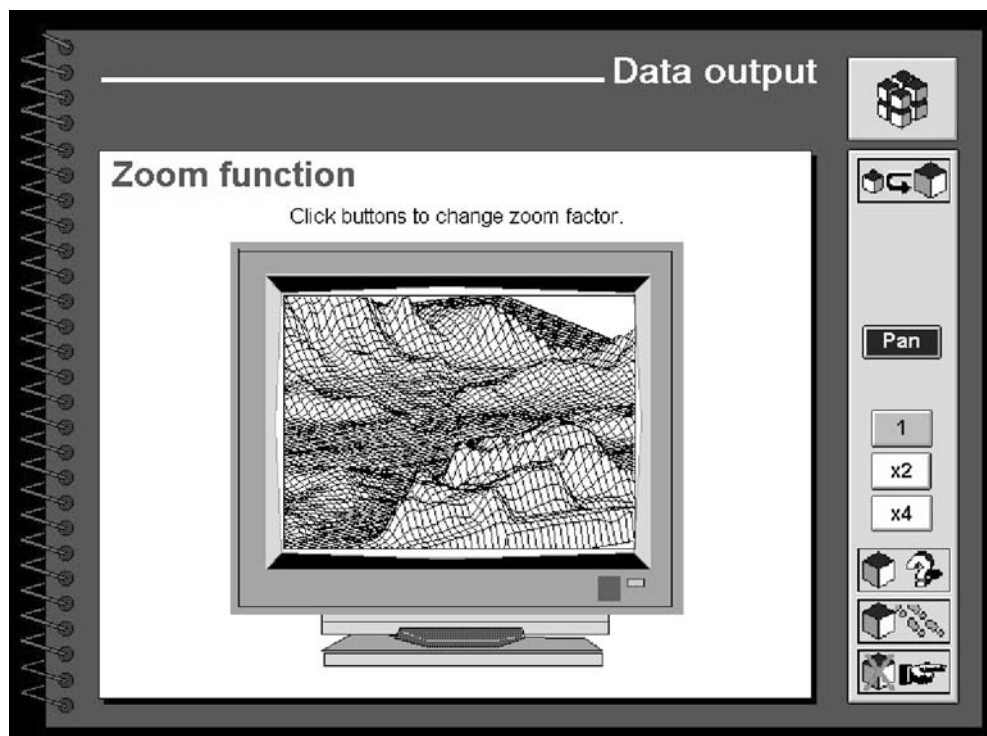 Data output
Zoom function
Click buttons to change zoom factor.
Pan
1
x2
x4